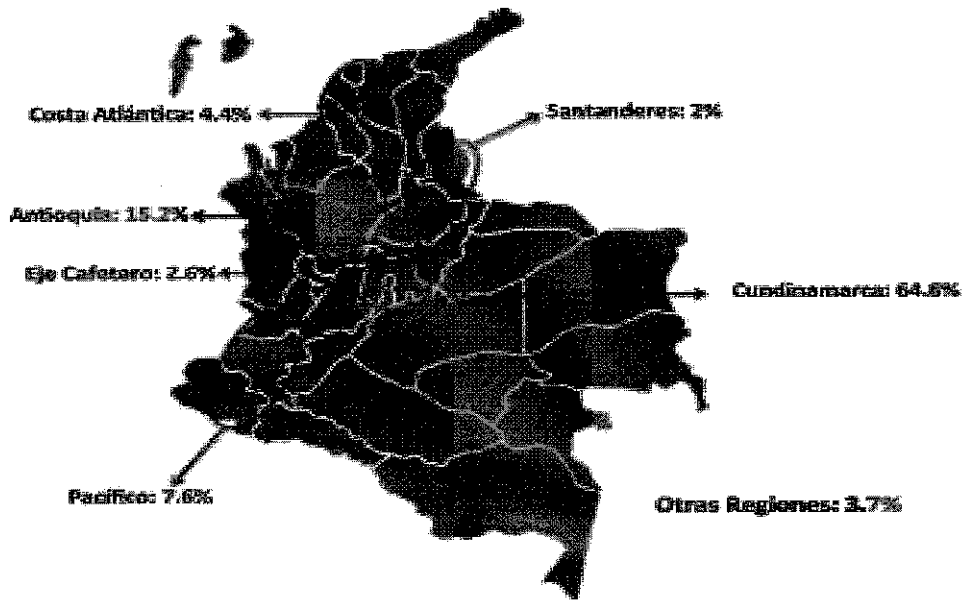 Costa Atlántica: 4.4%
Santanderes: 2%
Antioquia: 15.2%
Eje Cafetero: 2.6%
Cundinamarca: 64.6%
Pacífico: 7.6%
Otras Regiones: 3.7%